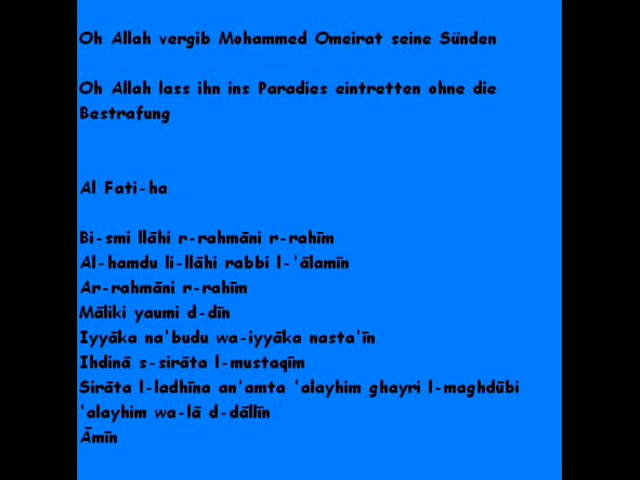 Oh Allah vergib Mohammed Omeirat seine Sünden
Oh Allah lass ihn ins Paradies eintretten ohne die
Bestrafung
Al Fati-ha
Bi-smi llāhi r-rahmāni r-rahīm
Al-hamdu li-llāhi rabbi l-'ālamīn
Ar-rahmāni r-rahīm
Māliki yaumi d-dīn
Iyyāka na'budu wa-iyyāka nasta'īn
Ihdinā s-sirāta l-mustaqīm
Sirāta l-ladhīna an'amta 'alayhim ghayri l-maghdūbi
'alayhim wa-lā d-dāllīn
Āmīn